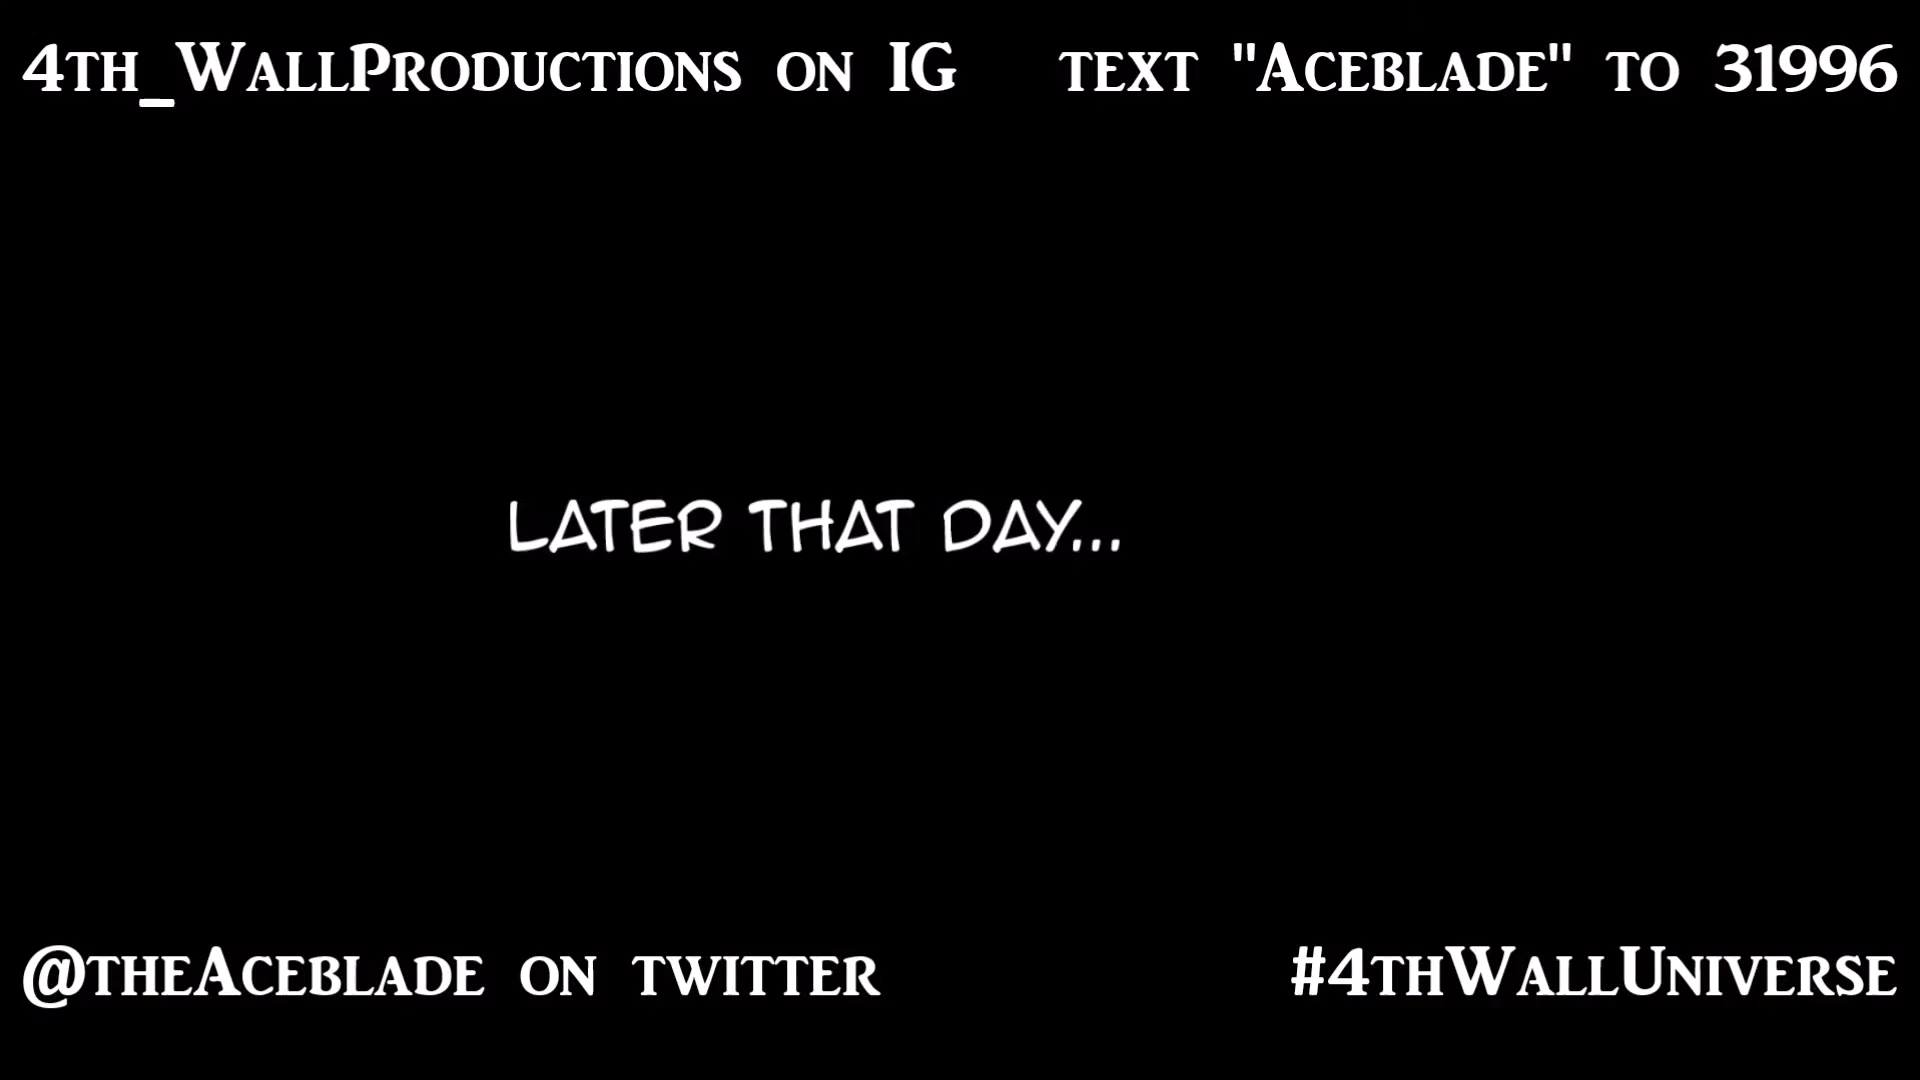 4th_WallProductions on IG
text "Aceblade" to 31996
LATER THAT DAY...
@theAceblade on twitter
#4thWallUniverse